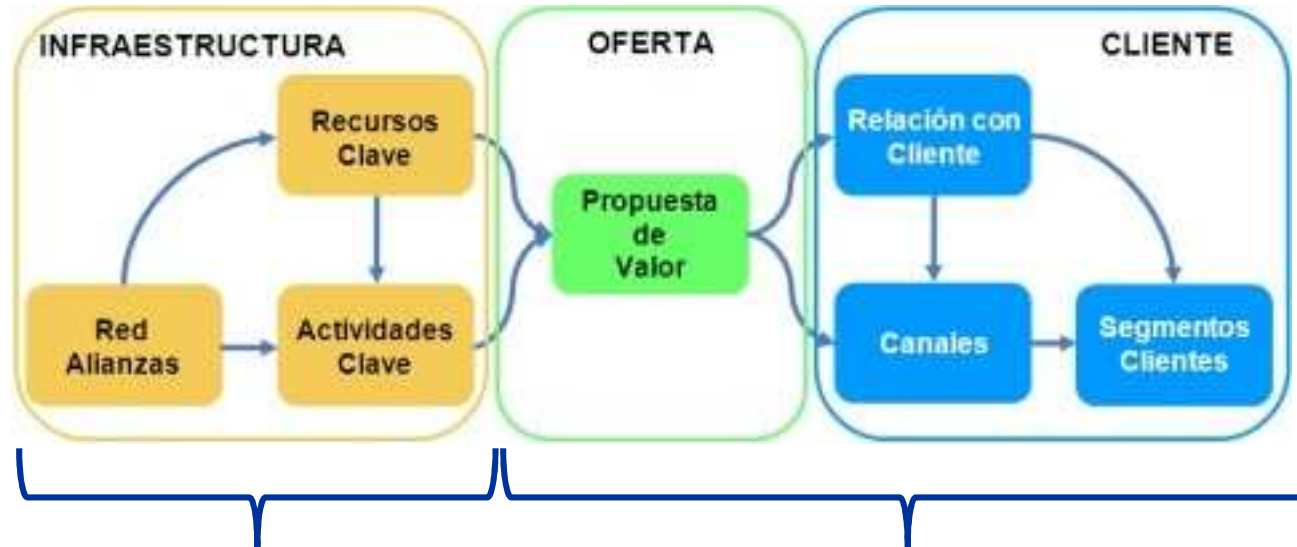 INFRAESTRUCTURA
OFERTA
CLIENTE
Recursos
Clave
Red
Alianzas
Actividades
Clave
Propuesta
de
Valor
Relación con
Cliente
Canales
Segmentos
Clientes